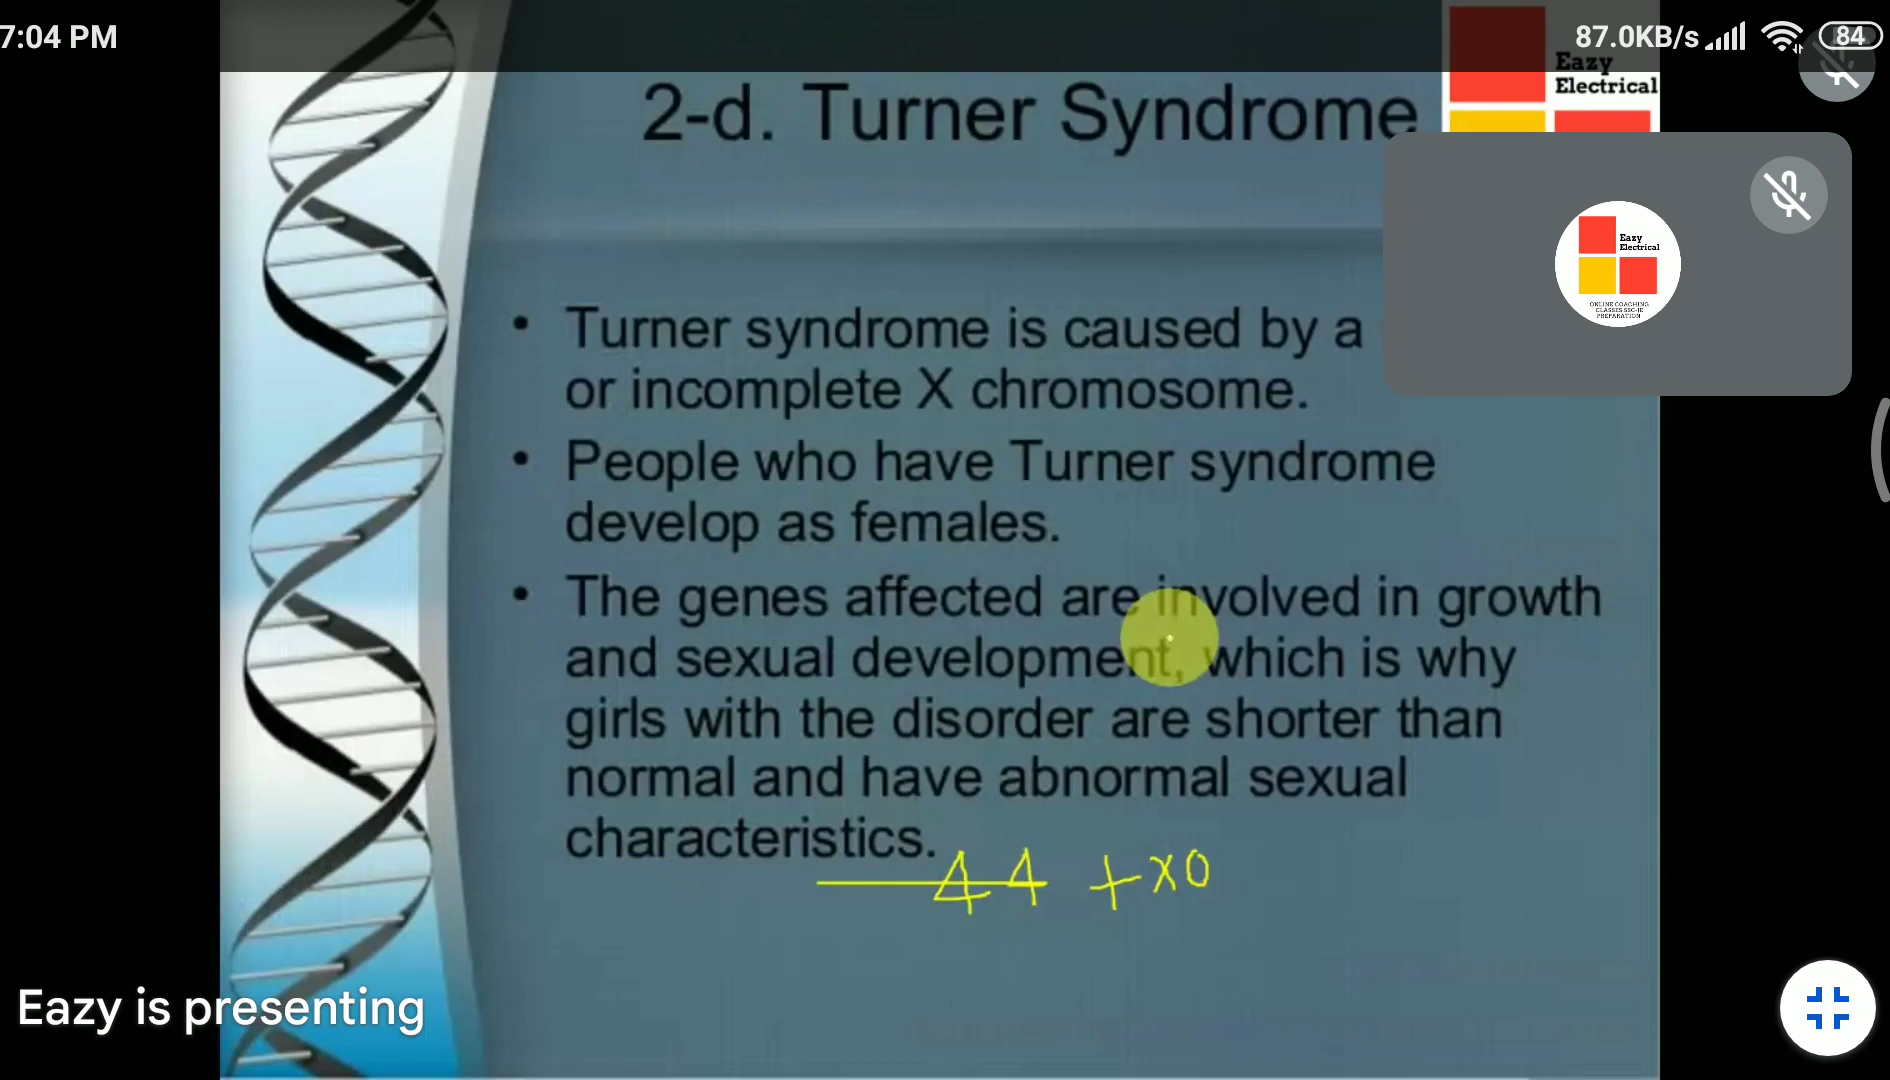 7:04 PM
87.0KB/s
84
Eazy
Electrical
2-d. Turner Syndrome
Eazy
Electrical
ONLINE COACHING
CLASSES SSC-JE
PREPARATION
• Turner syndrome is caused by a
or incomplete X chromosome.
• People who have Turner syndrome
develop as females.
• The genes affected are involved in growth
and sexual development, which is why
girls with the disorder are shorter than
normal and have abnormal sexual
characteristics.
44 + XO
Eazy is presenting